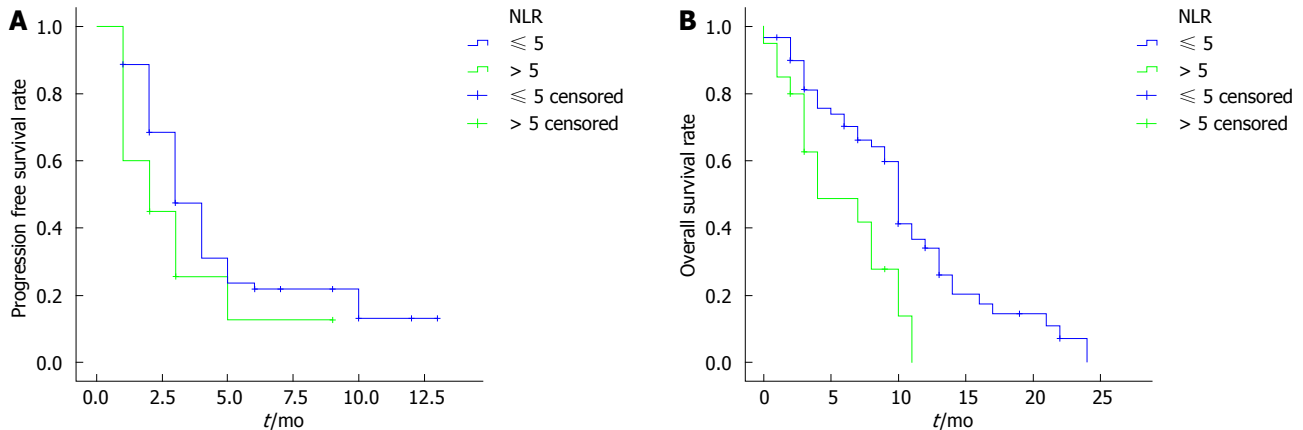 A
NLR
≤ 5
> 5
≤ 5 censored
> 5 censored
Progression free survival rate
1.0
0.8
0.6
0.4
0.2
0.0
0.0 2.5 5.0 7.5 10.0 12.5
t/mo
B
NLR
≤ 5
> 5
≤ 5 censored
> 5 censored
Overall survival rate
1.0
0.8
0.6
0.4
0.2
0.0
0 5 10 15 20 25
t/mo